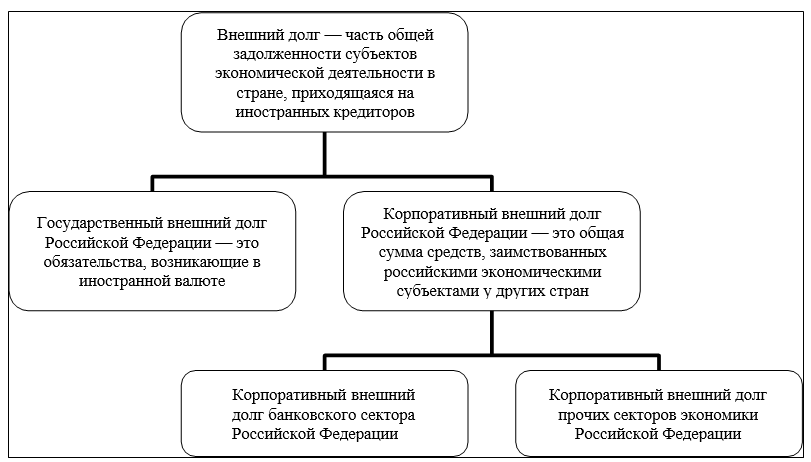 Внешний долг — часть общей
задолженности субъектов
экономической деятельности в
стране, приходящаяся на
иностранных кредиторов
Государственный внешний долг
Российской Федерации — это
обязательства, возникающие в
иностранной валюте
Корпоративный внешний долг
Российской Федерации — это общая
сумма средств, заимствованных
российскими экономическими
субъектами у других стран
Корпоративный внешний
долг банковского сектора
Российской Федерации
Корпоративный внешний долг
прочих секторов экономики
Российской Федерации